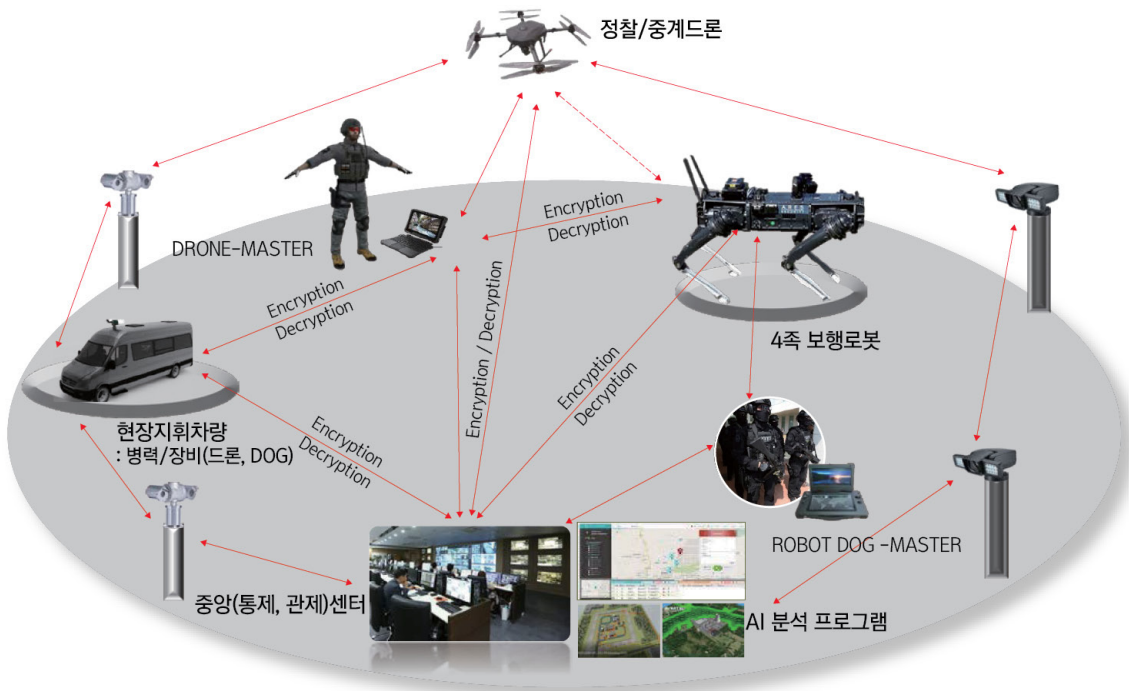 정찰/중계드론
DRONE-MASTER
Encryption
Decryption
Encryption
Decryption
Encryption / Decryption
4족 보행로봇
Encryption
Decryption
현장지휘차량
: 병력/장비(드론, DOG)
Encryption
Decryption
ROBOT DOG -MASTER
중앙(통제, 관제)센터
AI 분석 프로그램